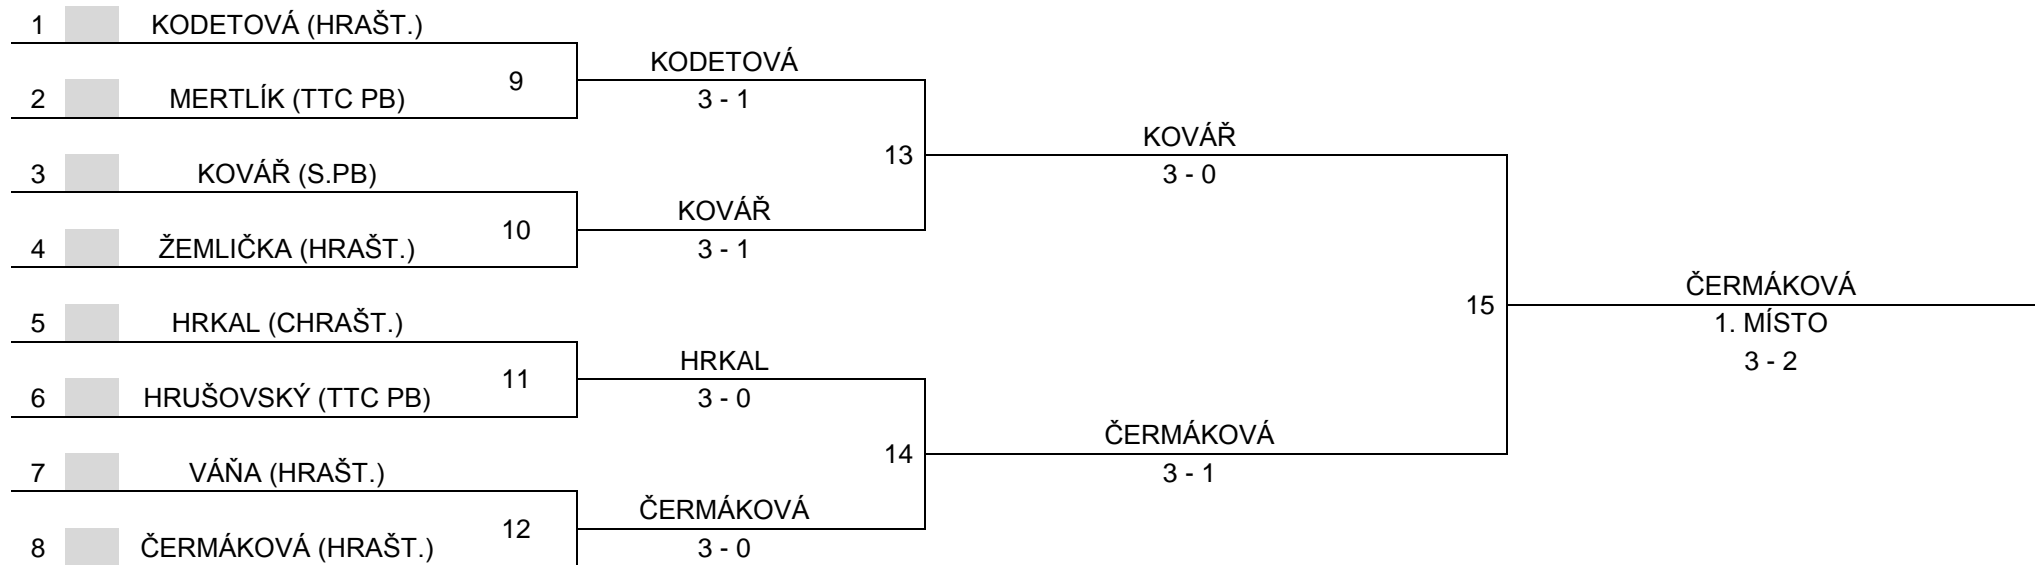 1 KODETOVÁ (HRAŠT.)
KODETOVÁ
9
2 MERTLÍK (TTC PB)
3 - 1
KOVÁŘ
13
3 KOVÁŘ (S.PB)
3 - 0
KOVÁŘ
10
4 ŽEMLIČKA (HRAŠT.)
3 - 1
ČERMÁKOVÁ
15
5 HRKAL (CHRAŠT.)
1. MÍSTO
HRKAL
3 - 2
11
6 HRUŠOVSKÝ (TTC PB)
3 - 0
ČERMÁKOVÁ
14
7 VÁŇA (HRAŠT.)
3 - 1
ČERMÁKOVÁ
12
8 ČERMÁKOVÁ (HRAŠT.)
3 - 0